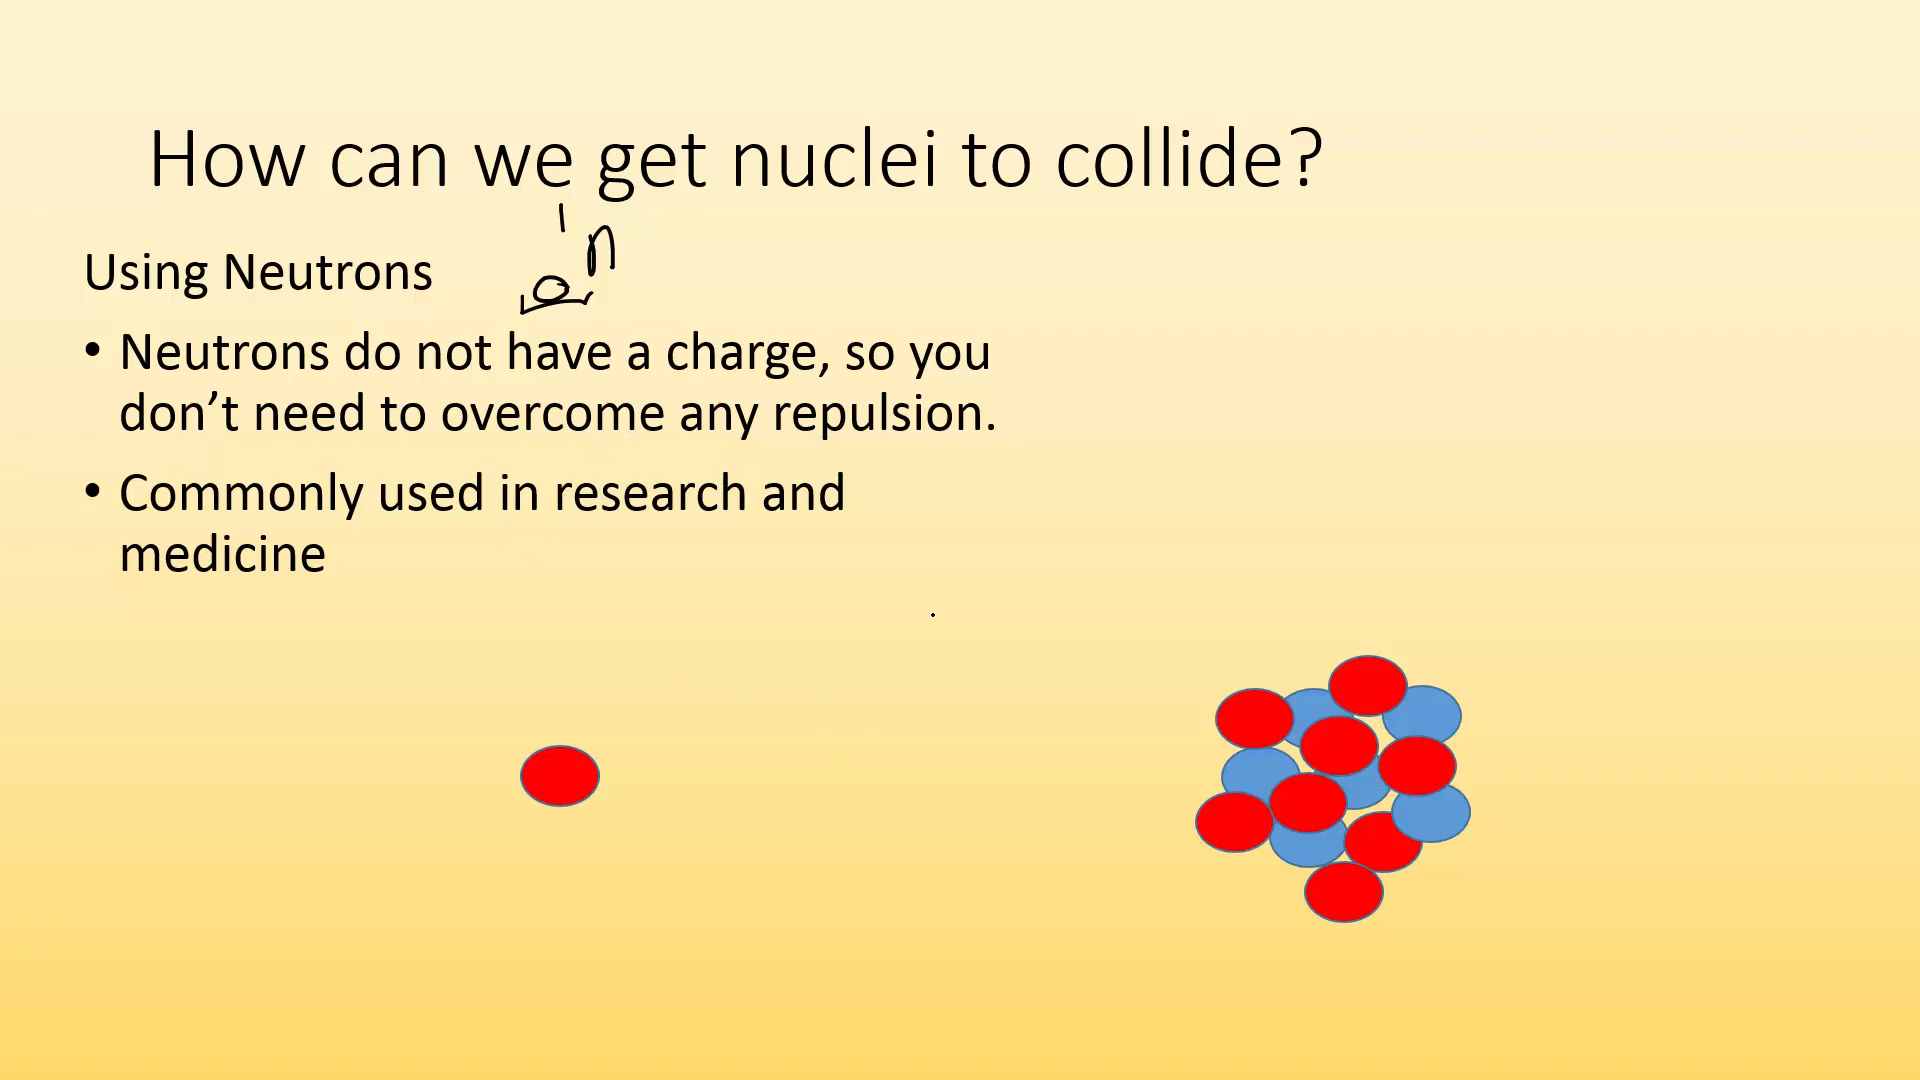 How can we get nuclei to collide?
1
n
0
Using Neutrons
• Neutrons do not have a charge, so you
don’t need to overcome any repulsion.
• Commonly used in research and
medicine